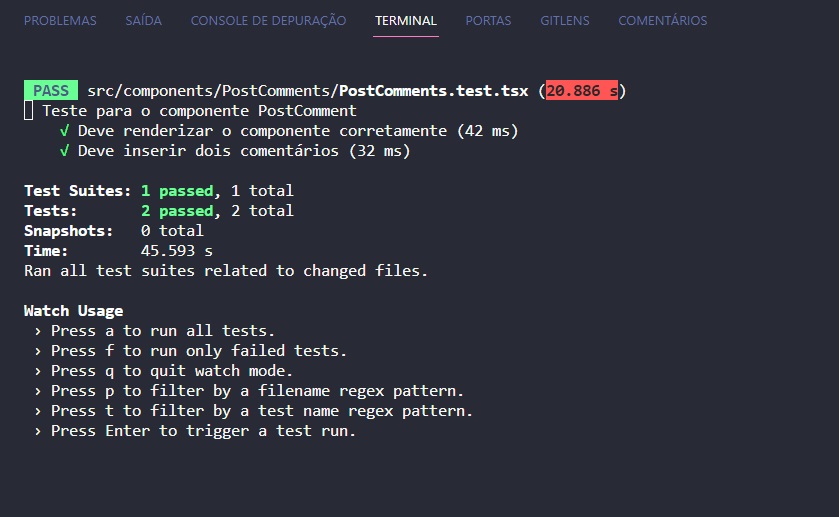 PROBLEMAS SAÍDA CONSOLE DE DEPURAÇÃO TERMINAL PORTAS GITLENS COMENTÁRIOS
PASS src/components/PostComments/PostComments.test.tsx (20.886 s)
Teste para o componente PostComment
√ Deve renderizar o componente corretamente (42 ms)
√ Deve inserir dois comentários (32 ms)
Test Suites: 1 passed, 1 total
Tests: 2 passed, 2 total
Snapshots: 0 total
Time: 45.593 s
Ran all test suites related to changed files.
Watch Usage
› Press a to run all tests.
› Press f to run only failed tests.
› Press q to quit watch mode.
› Press p to filter by a filename regex pattern.
› Press t to filter by a test name regex pattern.
› Press Enter to trigger a test run.